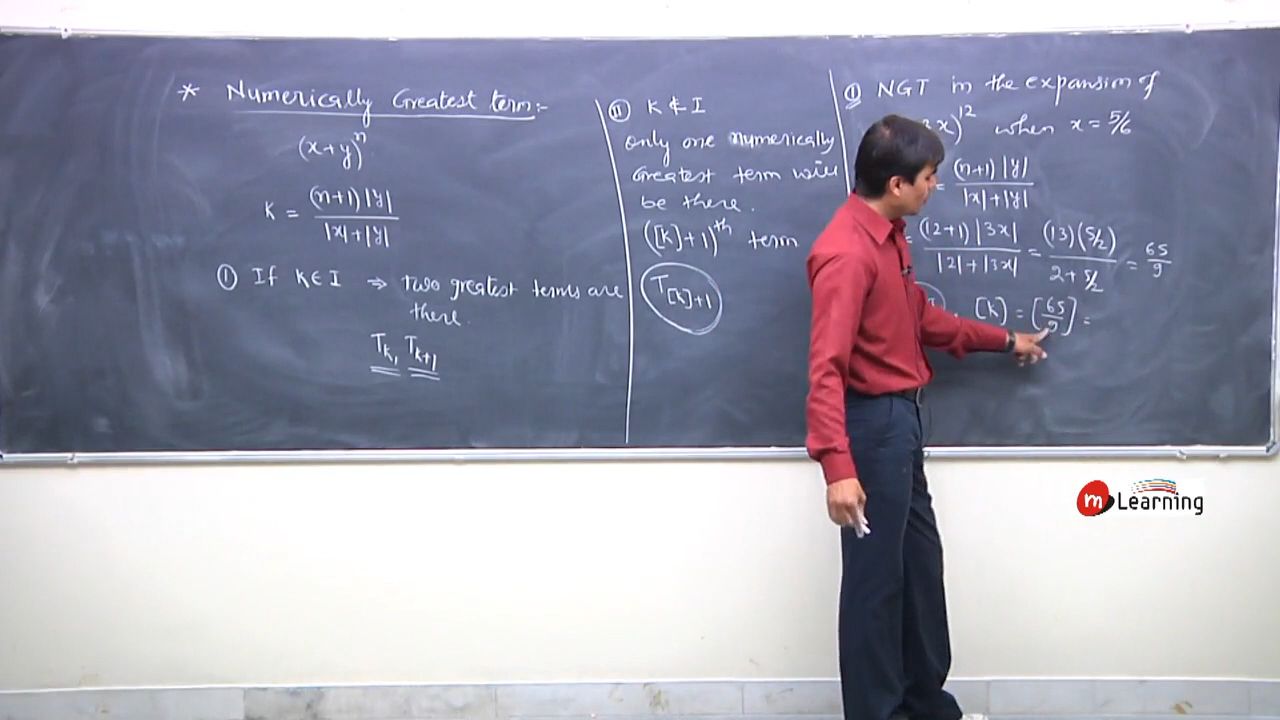 * Numerically Greatest term:-
(x+y)^n
K = (n+1)|y| / |x|+|y|
① If K∈I ⇒ two greatest terms are
there.
T_K, T_K+1
② K∉I
only one numerically
Greatest term will
be there.
([K]+1)^th term
T_[K]+1
① NGT in the expansion of
3x)^12 when x = 5/6
= (n+1)|y| / |x|+|y|
= (12+1)|3x| / |2|+|3x| = (13)(5/2) / 2+5/2 = 65/9
[K] = [65/9] =
m Learning